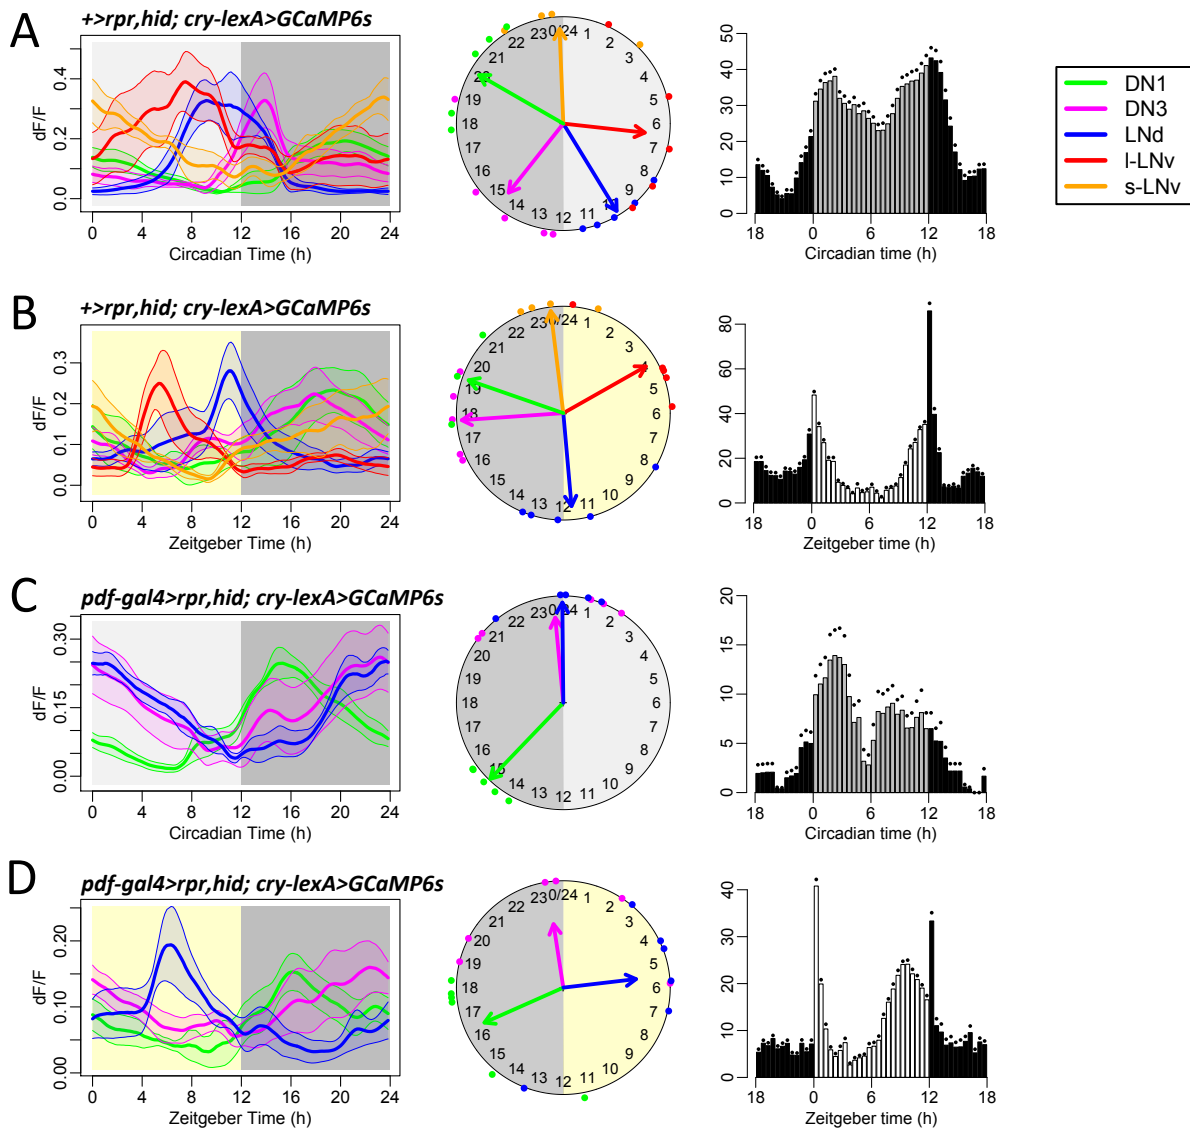 A
+>rpr,hid; cry-lexA>GCaMP6s
dF/F
0.0 0.2 0.4
0 4 8 12 16 20 24
Circadian Time (h)
0/24 1 2 3 4 5 6 7 8 9 11 12 13 14 15 16 17 18 19 20 21 22 23
0 10 20 30 40 50
18 0 6 12 18
Circadian time (h)
DN1
DN3
LNd
l-LNv
s-LNv
B
+>rpr,hid; cry-lexA>GCaMP6s
dF/F
0.0 0.1 0.2 0.3
0 4 8 12 16 20 24
Zeitgeber Time (h)
0/24 1 2 3 4 5 6 7 8 9 10 11 12 13 14 15 16 17 18 19 20 21 22 23
0 20 40 60 80
18 0 6 12 18
Zeitgeber time (h)
C
pdf-gal4>rpr,hid; cry-lexA>GCaMP6s
dF/F
0.00 0.15 0.30
0 4 8 12 16 20 24
Circadian Time (h)
0/24 1 2 3 4 5 6 7 8 9 10 11 12 13 14 15 16 17 18 19 20 21 22 23
0 5 10 15 20
18 0 6 12 18
Circadian time (h)
D
pdf-gal4>rpr,hid; cry-lexA>GCaMP6s
dF/F
0.00 0.10 0.20
0 4 8 12 16 20 24
Zeitgeber Time (h)
0/24 1 2 3 4 5 6 7 8 9 10 11 12 13 14 15 16 17 18 19 20 21 22 23
0 10 20 30 40
18 0 6 12 18
Zeitgeber time (h)